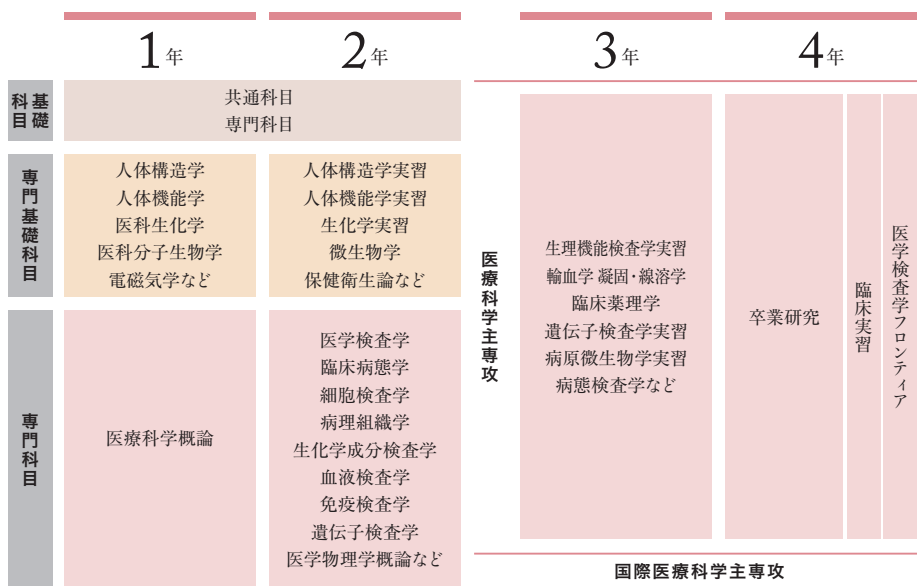 1年
2年
3年
4年
基礎科目
共通科目
専門科目
専門基礎科目
人体構造学
人体機能学
医科生化学
医科分子生物学
電磁気学など
人体構造学実習
人体機能学実習
生化学実習
微生物学
保健衛生論など
専門科目
医療科学概論
医学検査学
臨床病態学
細胞検査学
病理組織学
生化学成分検査学
血液検査学
免疫検査学
遺伝子検査学
医学物理学概論など
医療科学主専攻
生理機能検査学実習
輸血学 凝固・線溶学
臨床薬理学
遺伝子検査学実習
病原微生物学実習
病態検査学など
卒業研究
臨床実習
医学検査学フロンティア
国際医療科学主専攻